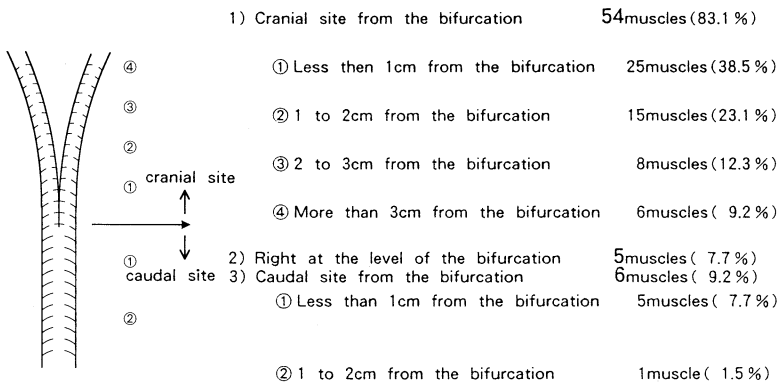 1) Cranial site from the bifurcation 54muscles(83.1%)
④ ① Less then 1cm from the bifurcation 25muscles(38.5%)
③ ② 1 to 2cm from the bifurcation 15muscles(23.1%)
② ③ 2 to 3cm from the bifurcation 8muscles(12.3%)
① cranial site
④ More than 3cm from the bifurcation 6muscles( 9.2%)
① 2) Right at the level of the bifurcation 5muscles( 7.7%)
caudal site 3) Caudal site from the bifurcation 6muscles( 9.2%)
① Less than 1cm from the bifurcation 5muscles( 7.7%)
②
② 1 to 2cm from the bifurcation 1muscle( 1.5%)